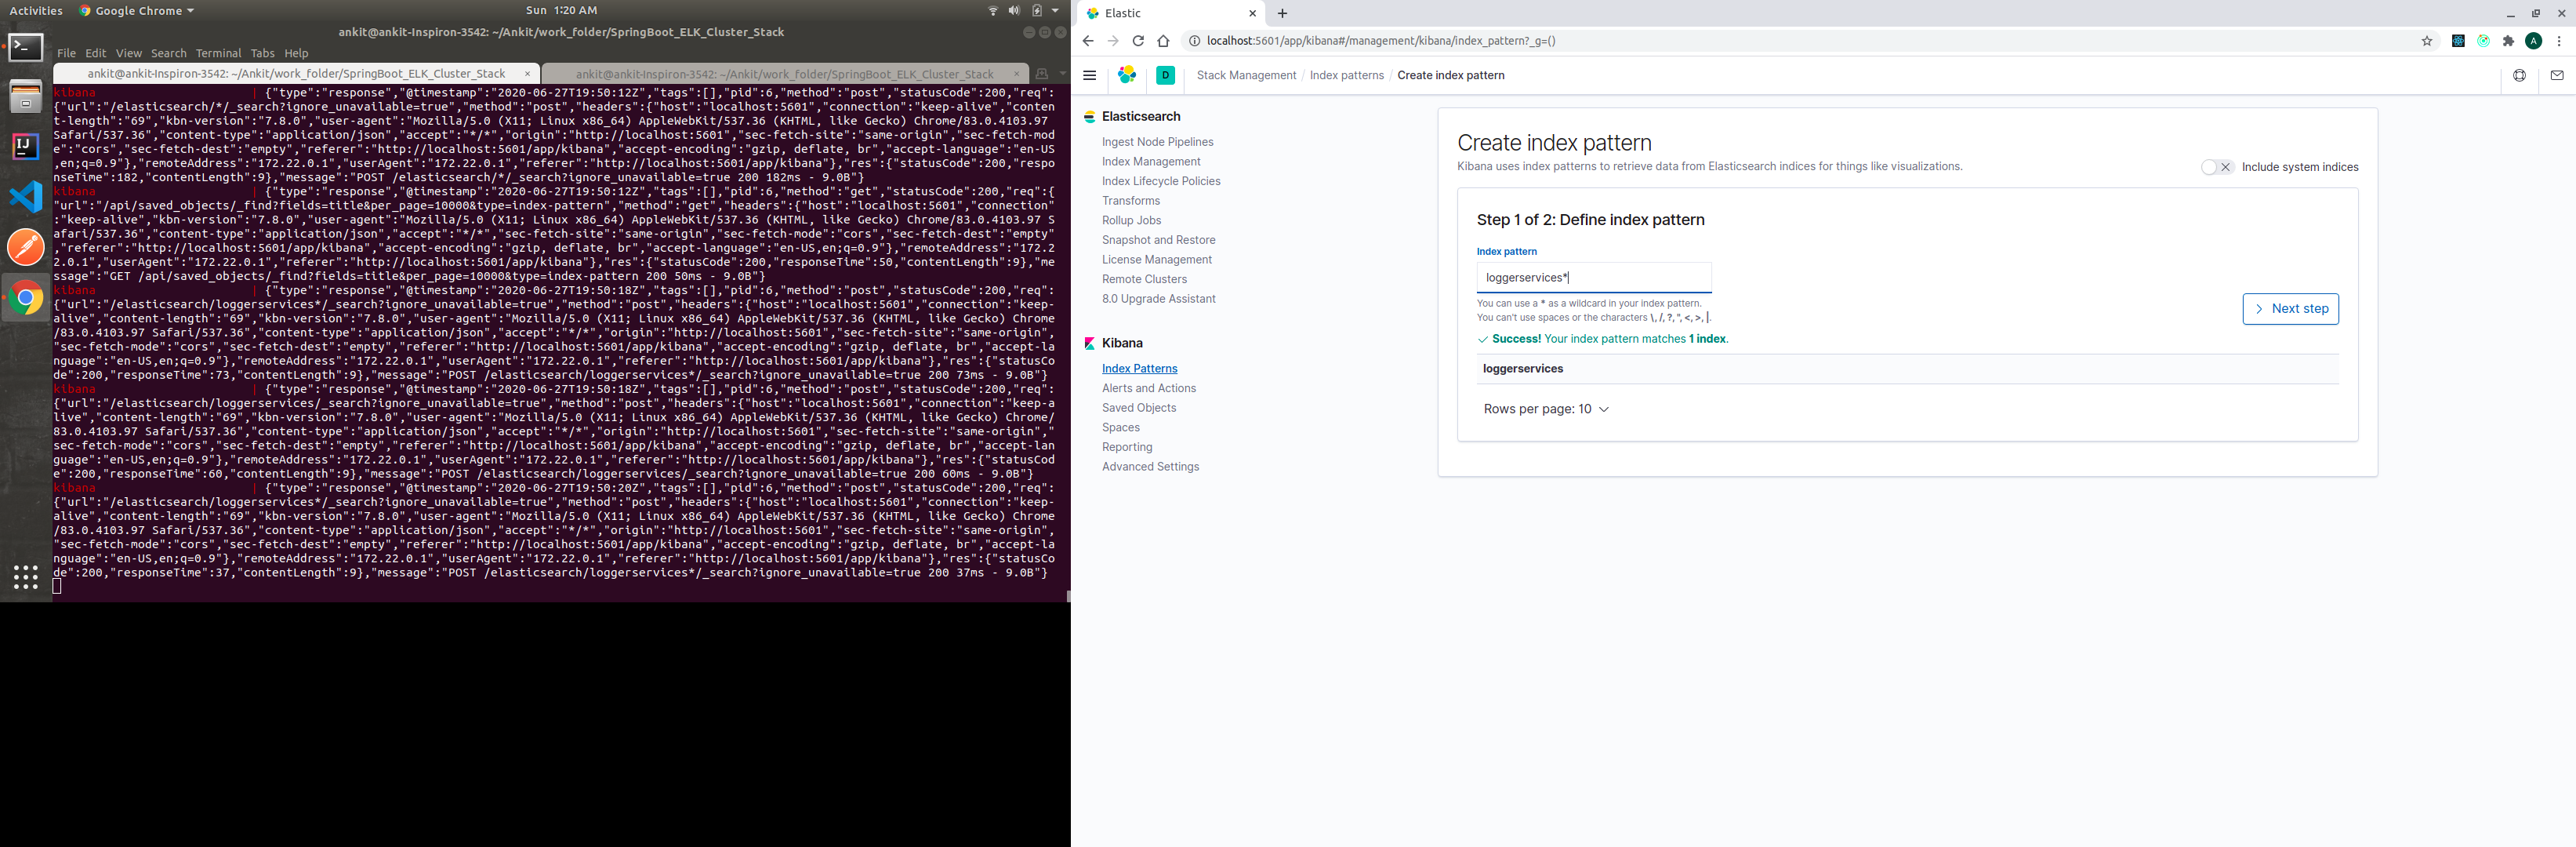 Activities
Google Chrome
Sun 1:20 AM
ankit@ankit-Inspiron-3542: ~/Ankit/work_folder/SpringBoot_ELK_Cluster_Stack
File Edit View Search Terminal Tabs Help
ankit@ankit-Inspiron-3542: ~/Ankit/work_folder/SpringBoot_ELK_Cluster_Stack
ankit@ankit-Inspiron-3542: ~/Ankit/work_folder/SpringBoot_ELK_Cluster_Stack
kibana | {"type":"response","@timestamp":"2020-06-27T19:50:12Z","tags":[],"pid":6,"method":"post","statusCode":200,"req":
{"url":"/elasticsearch/*/_search?ignore_unavailable=true","method":"post","headers":{"host":"localhost:5601","connection":"keep-alive","conten
t-length":"69","kbn-version":"7.8.0","user-agent":"Mozilla/5.0 (X11; Linux x86_64) AppleWebKit/537.36 (KHTML, like Gecko) Chrome/83.0.4103.97
Safari/537.36","content-type":"application/json","accept":"*/*","origin":"http://localhost:5601","sec-fetch-site":"same-origin","sec-fetch-mod
e":"cors","sec-fetch-dest":"empty","referer":"http://localhost:5601/app/kibana","accept-encoding":"gzip, deflate, br","accept-language":"en-US
,en;q=0.9"},"remoteAddress":"172.22.0.1","userAgent":"172.22.0.1","referer":"http://localhost:5601/app/kibana"},"res":{"statusCode":200,"respo
nseTime":182,"contentLength":9},"message":"POST /elasticsearch/*/_search?ignore_unavailable=true 200 182ms - 9.0B"}
kibana | {"type":"response","@timestamp":"2020-06-27T19:50:12Z","tags":[],"pid":6,"method":"get","statusCode":200,"req":{
"url":"/api/saved_objects/_find?fields=title&per_page=10000&type=index-pattern","method":"get","headers":{"host":"localhost:5601","connection"
:"keep-alive","kbn-version":"7.8.0","user-agent":"Mozilla/5.0 (X11; Linux x86_64) AppleWebKit/537.36 (KHTML, like Gecko) Chrome/83.0.4103.97 S
afari/537.36","content-type":"application/json","accept":"*/*","sec-fetch-site":"same-origin","sec-fetch-mode":"cors","sec-fetch-dest":"empty"
,"referer":"http://localhost:5601/app/kibana","accept-encoding":"gzip, deflate, br","accept-language":"en-US,en;q=0.9"},"remoteAddress":"172.2
2.0.1","userAgent":"172.22.0.1","referer":"http://localhost:5601/app/kibana"},"res":{"statusCode":200,"responseTime":50,"contentLength":9},"me
ssage":"GET /api/saved_objects/_find?fields=title&per_page=10000&type=index-pattern 200 50ms - 9.0B"}
kibana | {"type":"response","@timestamp":"2020-06-27T19:50:18Z","tags":[],"pid":6,"method":"post","statusCode":200,"req":
{"url":"/elasticsearch/loggerservices*/_search?ignore_unavailable=true","method":"post","headers":{"host":"localhost:5601","connection":"keep-
alive","content-length":"69","kbn-version":"7.8.0","user-agent":"Mozilla/5.0 (X11; Linux x86_64) AppleWebKit/537.36 (KHTML, like Gecko) Chrome
/83.0.4103.97 Safari/537.36","content-type":"application/json","accept":"*/*","origin":"http://localhost:5601","sec-fetch-site":"same-origin",
"sec-fetch-mode":"cors","sec-fetch-dest":"empty","referer":"http://localhost:5601/app/kibana","accept-encoding":"gzip, deflate, br","accept-la
nguage":"en-US,en;q=0.9"},"remoteAddress":"172.22.0.1","userAgent":"172.22.0.1","referer":"http://localhost:5601/app/kibana"},"res":{"statusCo
de":200,"responseTime":73,"contentLength":9},"message":"POST /elasticsearch/loggerservices*/_search?ignore_unavailable=true 200 73ms - 9.0B"}
kibana | {"type":"response","@timestamp":"2020-06-27T19:50:18Z","tags":[],"pid":6,"method":"post","statusCode":200,"req":
{"url":"/elasticsearch/loggerservices/_search?ignore_unavailable=true","method":"post","headers":{"host":"localhost:5601","connection":"keep-a
live","content-length":"69","kbn-version":"7.8.0","user-agent":"Mozilla/5.0 (X11; Linux x86_64) AppleWebKit/537.36 (KHTML, like Gecko) Chrome/
83.0.4103.97 Safari/537.36","content-type":"application/json","accept":"*/*","origin":"http://localhost:5601","sec-fetch-site":"same-origin","
sec-fetch-mode":"cors","sec-fetch-dest":"empty","referer":"http://localhost:5601/app/kibana","accept-encoding":"gzip, deflate, br","accept-lan
guage":"en-US,en;q=0.9"},"remoteAddress":"172.22.0.1","userAgent":"172.22.0.1","referer":"http://localhost:5601/app/kibana"},"res":{"statusCod
e":200,"responseTime":60,"contentLength":9},"message":"POST /elasticsearch/loggerservices/_search?ignore_unavailable=true 200 60ms - 9.0B"}
kibana | {"type":"response","@timestamp":"2020-06-27T19:50:20Z","tags":[],"pid":6,"method":"post","statusCode":200,"req":
{"url":"/elasticsearch/loggerservices*/_search?ignore_unavailable=true","method":"post","headers":{"host":"localhost:5601","connection":"keep-
alive","content-length":"69","kbn-version":"7.8.0","user-agent":"Mozilla/5.0 (X11; Linux x86_64) AppleWebKit/537.36 (KHTML, like Gecko) Chrome
/83.0.4103.97 Safari/537.36","content-type":"application/json","accept":"*/*","origin":"http://localhost:5601","sec-fetch-site":"same-origin",
"sec-fetch-mode":"cors","sec-fetch-dest":"empty","referer":"http://localhost:5601/app/kibana","accept-encoding":"gzip, deflate, br","accept-la
nguage":"en-US,en;q=0.9"},"remoteAddress":"172.22.0.1","userAgent":"172.22.0.1","referer":"http://localhost:5601/app/kibana"},"res":{"statusCo
de":200,"responseTime":37,"contentLength":9},"message":"POST /elasticsearch/loggerservices*/_search?ignore_unavailable=true 200 37ms - 9.0B"}
Elastic
localhost:5601/app/kibana#/management/kibana/index_pattern?_g=()
A
D
Stack Management / Index patterns / Create index pattern
Elasticsearch
Ingest Node Pipelines
Index Management
Index Lifecycle Policies
Transforms
Rollup Jobs
Snapshot and Restore
License Management
Remote Clusters
8.0 Upgrade Assistant
Kibana
Index Patterns
Alerts and Actions
Saved Objects
Spaces
Reporting
Advanced Settings
Create index pattern
Kibana uses index patterns to retrieve data from Elasticsearch indices for things like visualizations.
Include system indices
Step 1 of 2: Define index pattern
Index pattern
loggerservices*
You can use a * as a wildcard in your index pattern.
You can't use spaces or the characters \, /, ?, ", <, >, |.
Next step
Success! Your index pattern matches 1 index.
loggerservices
Rows per page: 10